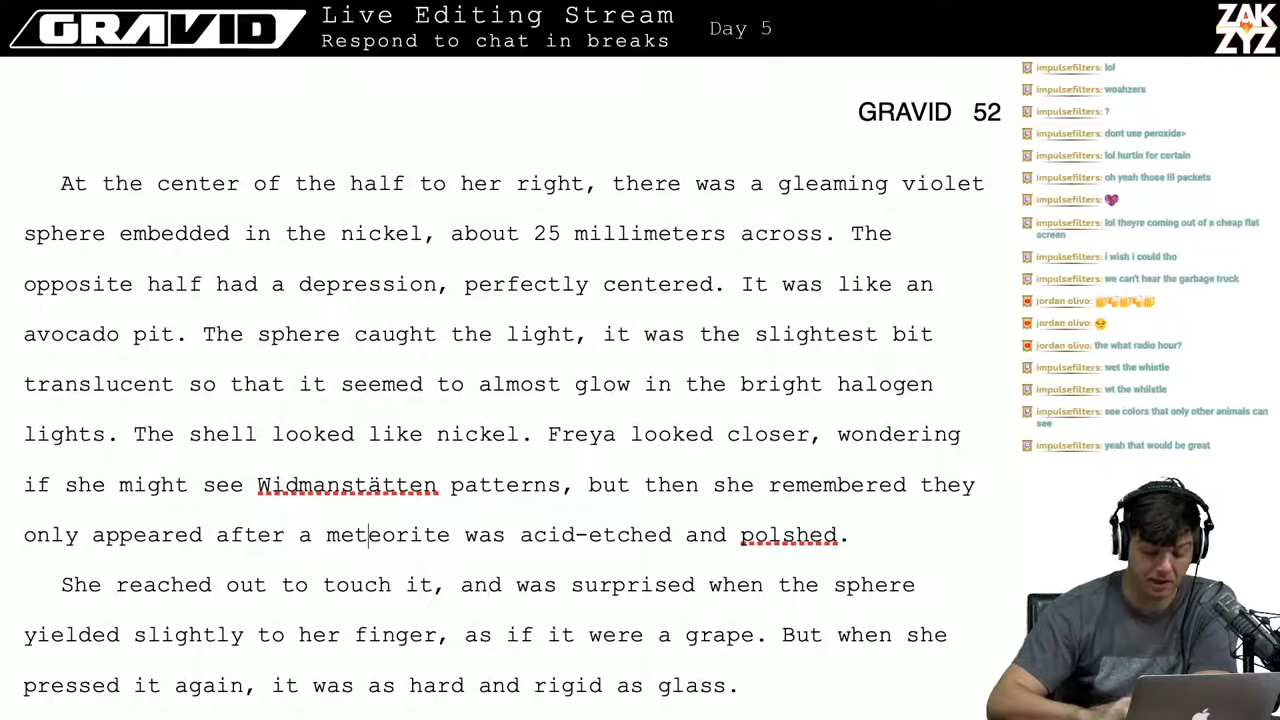 GRAVID
Live Editing Stream
Respond to chat in breaks
Day 5
ZAK
ZYZ
GRAVID 52
At the center of the half to her right, there was a gleaming violet
sphere embedded in the nickel, about 25 millimeters across. The
opposite half had a depression, perfectly centered. It was like an
avocado pit. The sphere caught the light, it was the slightest bit
translucent so that it seemed to almost glow in the bright halogen
lights. The shell looked like nickel. Freya looked closer, wondering
if she might see Widmanstätten patterns, but then she remembered they
only appeared after a meteorite was acid-etched and polshed.
She reached out to touch it, and was surprised when the sphere
yielded slightly to her finger, as if it were a grape. But when she
pressed it again, it was as hard and rigid as glass.
impulsefilters: lol
impulsefilters: woahzers
impulsefilters: ?
impulsefilters: dont use peroxide>
impulsefilters: lol hurtin for certain
impulsefilters: oh yeah those lil packets
impulsefilters:
impulsefilters: lol theyre coming out of a cheap flat
screen
impulsefilters: i wish i could tho
impulsefilters: we can't hear the garbage truck
jordan olivo:
jordan olivo:
jordan olivo: the what radio hour?
impulsefilters: wet the whistle
impulsefilters: wt the whilstle
impulsefilters: see colors that only other animals can
see
impulsefilters: yeah that would be great